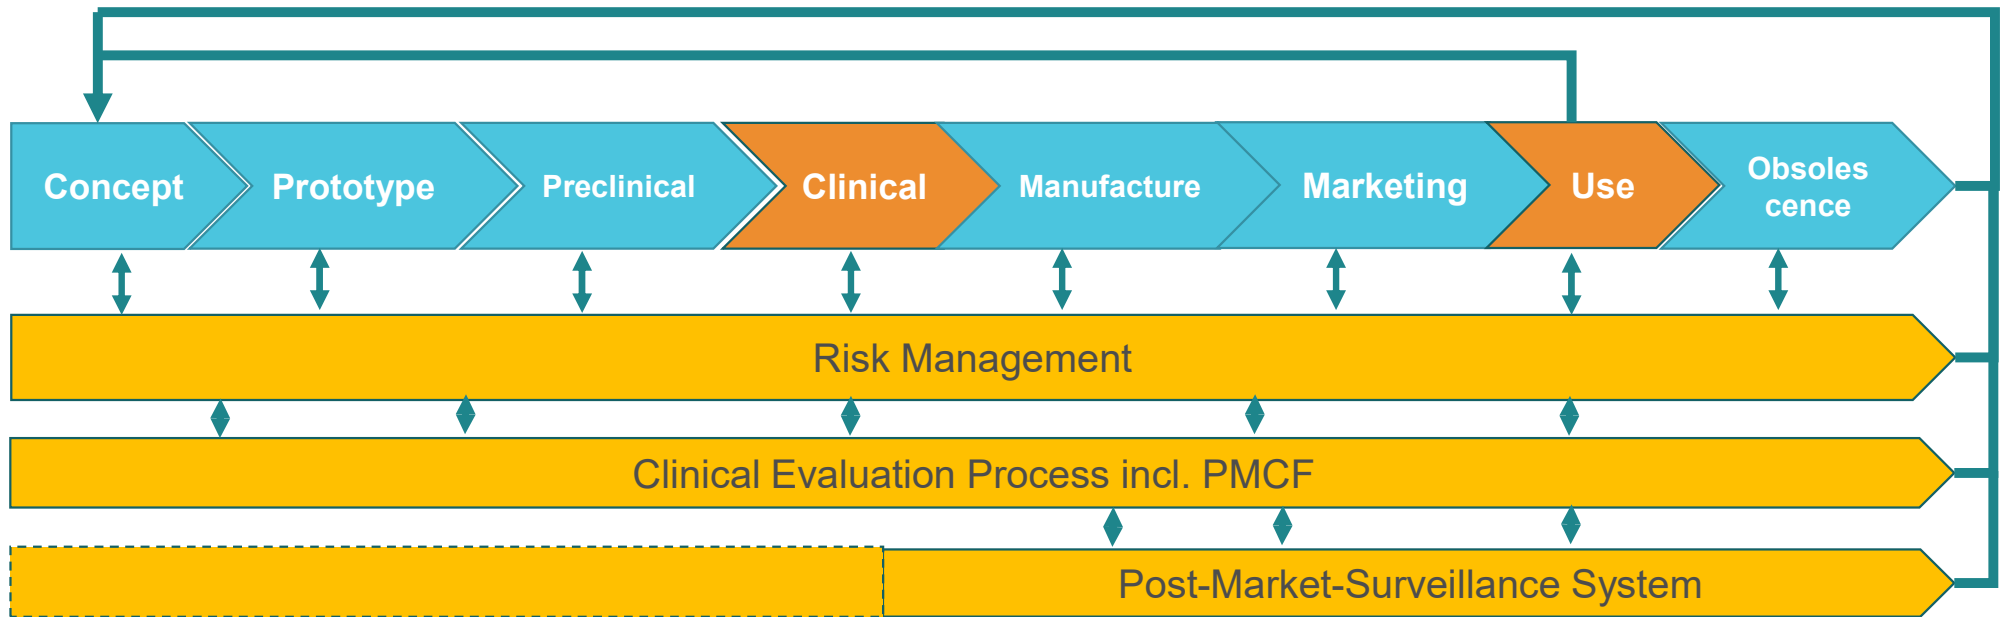 Concept
Prototype
Preclinical
Clinical
Manufacture
Marketing
Use
Obsoles
cence
Risk Management
Clinical Evaluation Process incl. PMCF
Post-Market-Surveillance System